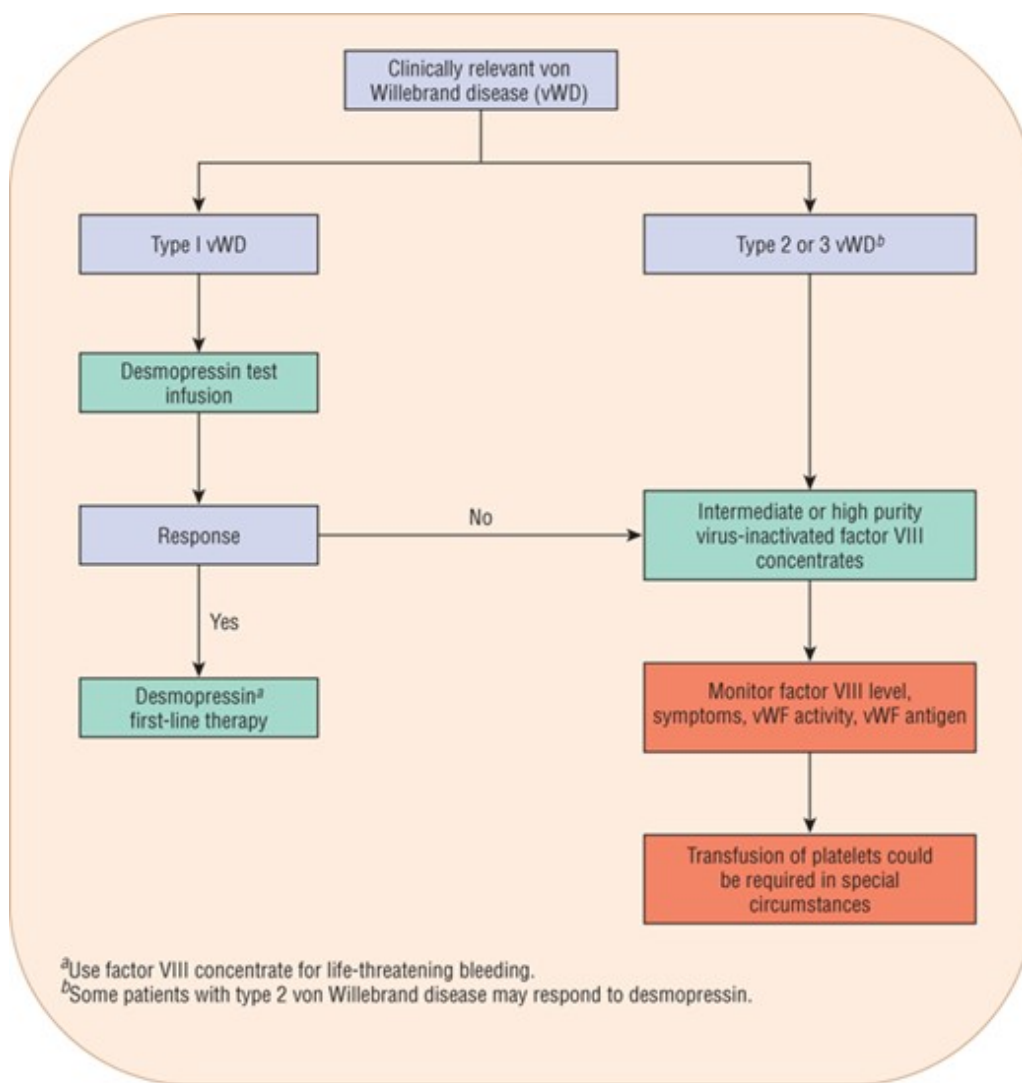 Clinically relevant von
Willebrand disease (vWD)
Type I vWD
Type 2 or 3 vWDᵇ
Desmopressin test
infusion
Response
No
Intermediate or high purity
virus-inactivated factor VIII
concentrates
Yes
Desmopressinᵃ
first-line therapy
Monitor factor VIII level,
symptoms, vWF activity, vWF antigen
Transfusion of platelets could
be required in special
circumstances
ᵃUse factor VIII concentrate for life-threatening bleeding.
ᵇSome patients with type 2 von Willebrand disease may respond to desmopressin.